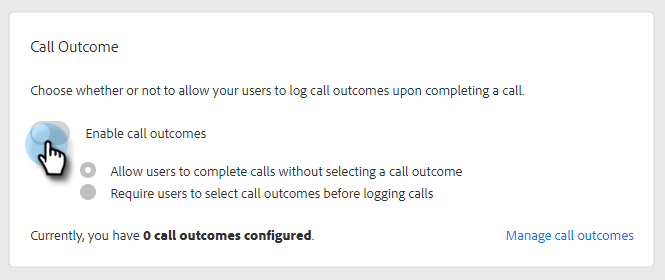 Call Outcome
Choose whether or not to allow your users to log call outcomes upon completing a call.
Enable call outcomes
Allow users to complete calls without selecting a call outcome
Require users to select call outcomes before logging calls
Currently, you have 0 call outcomes configured. Manage call outcomes